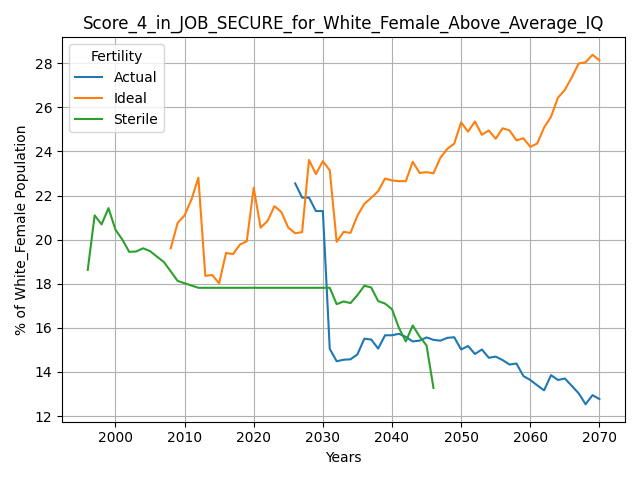 Score_4_in_JOB_SECURE_for_White_Female_Above_Average_IQ
Fertility
Actual
Ideal
Sterile
% of White_Female Population
28
26
24
22
20
18
16
14
12
2000
2010
2020
2030
2040
2050
2060
2070
Years